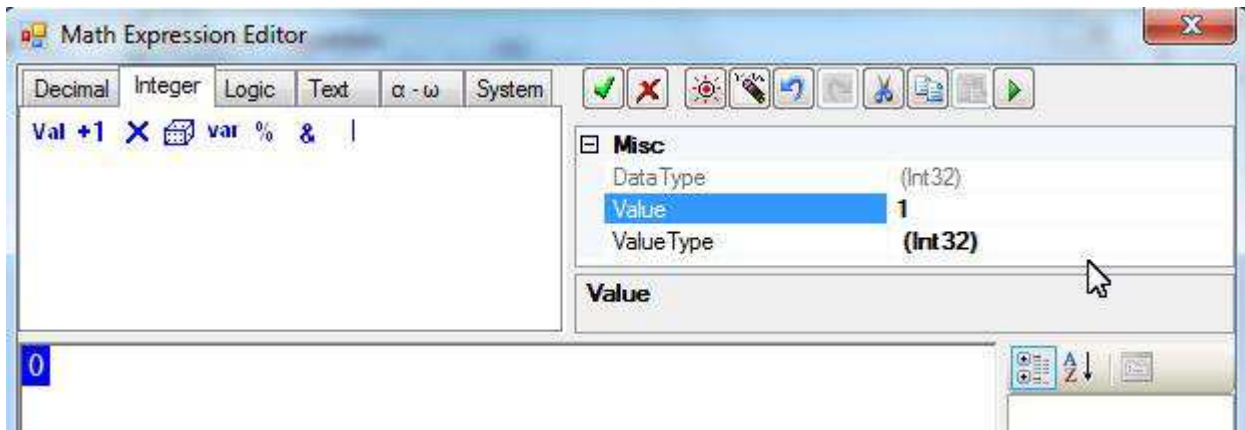 Math Expression Editor
Decimal Integer Logic Text α - ω System
Val +1 X var % & |
Misc
DataType (Int32)
Value 1
ValueType (Int32)
Value
0
A
Z